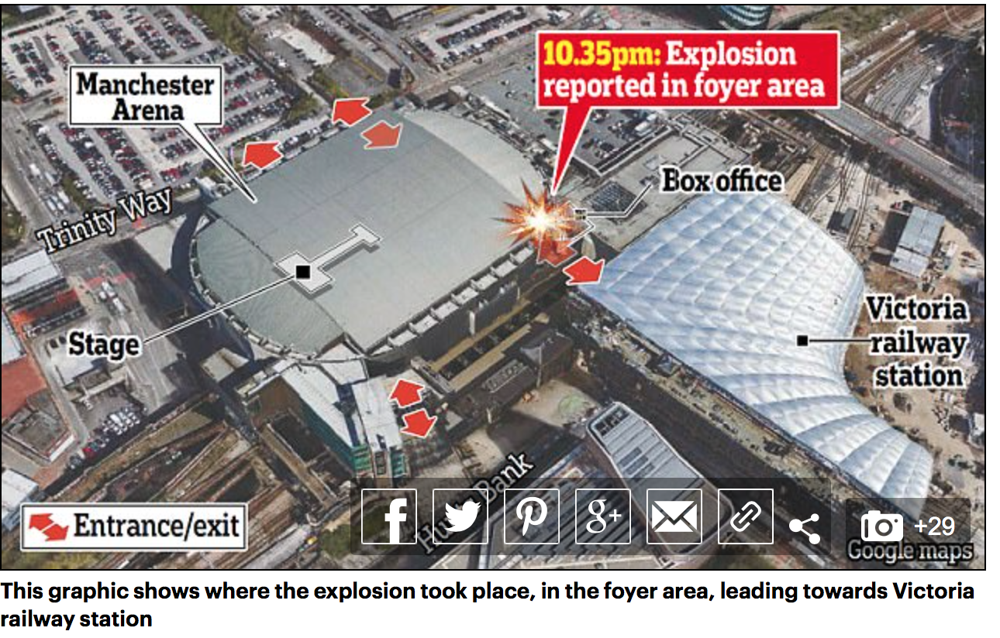 10.35pm: Explosion
reported in foyer area
Manchester
Arena
Box office
Trinity Way
Victoria
railway
station
Stage
Bank
Entrance/exit
f
g+
+29
Google maps
This graphic shows where the explosion took place, in the foyer area, leading towards Victoria
railway station